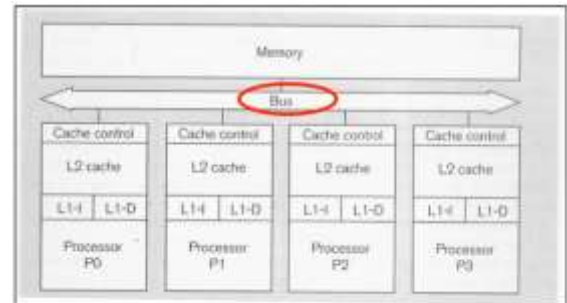 Memory
Bus
Cache control Cache control Cache control Cache control
L2 cache L2 cache L2 cache L2 cache
L1-I L1-D L1-I L1-D L1-I L1-D L1-I L1-D
Processor Processor Processor Processor
P0 P1 P2 P3